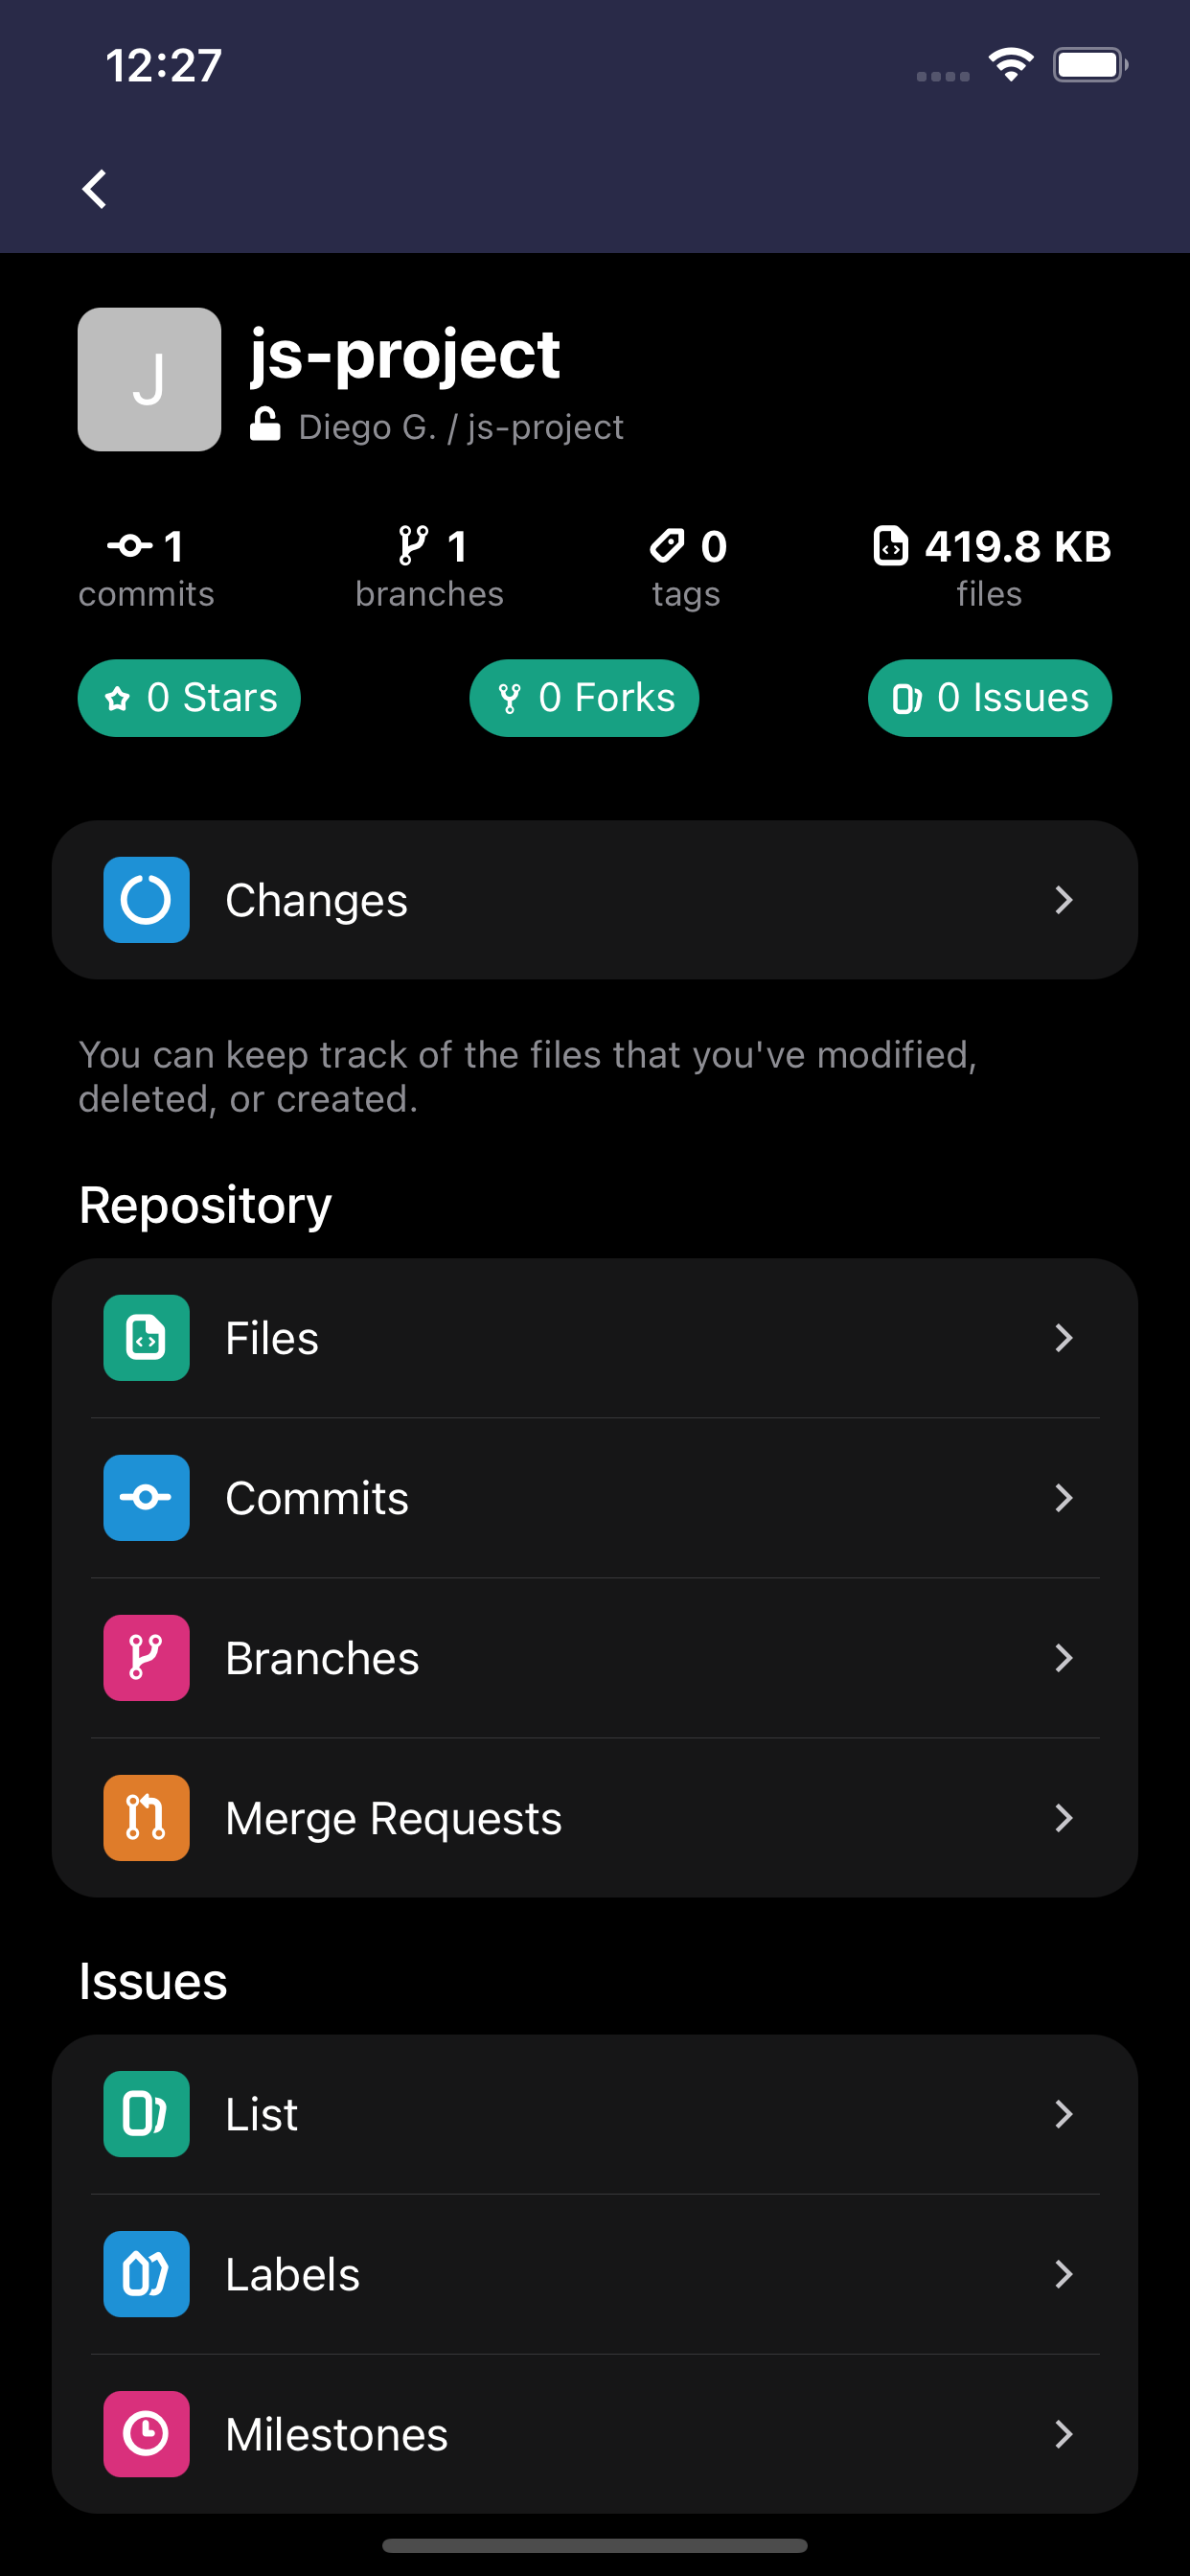 12:27
J
js-project
Diego G. / js-project
1
commits
1
branches
0
tags
419.8 KB
files
0 Stars
0 Forks
0 Issues
Changes
You can keep track of the files that you've modified,
deleted, or created.
Repository
Files
Commits
Branches
Merge Requests
Issues
List
Labels
Milestones